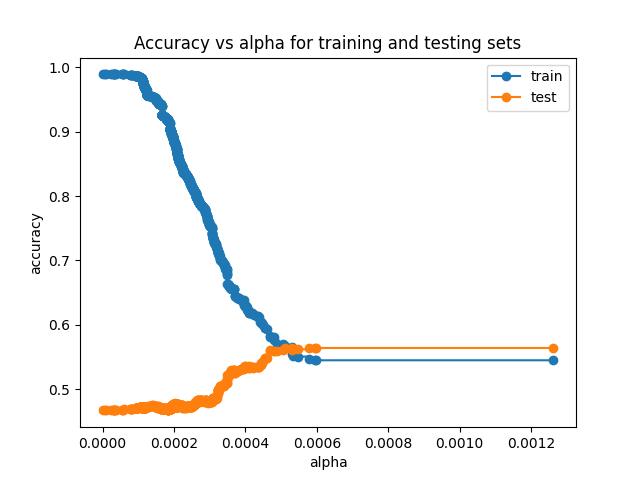 Accuracy vs alpha for training and testing sets
train
test
1.0
0.9
0.8
0.7
0.6
0.5
accuracy
0.0000 0.0002 0.0004 0.0006 0.0008 0.0010 0.0012
alpha